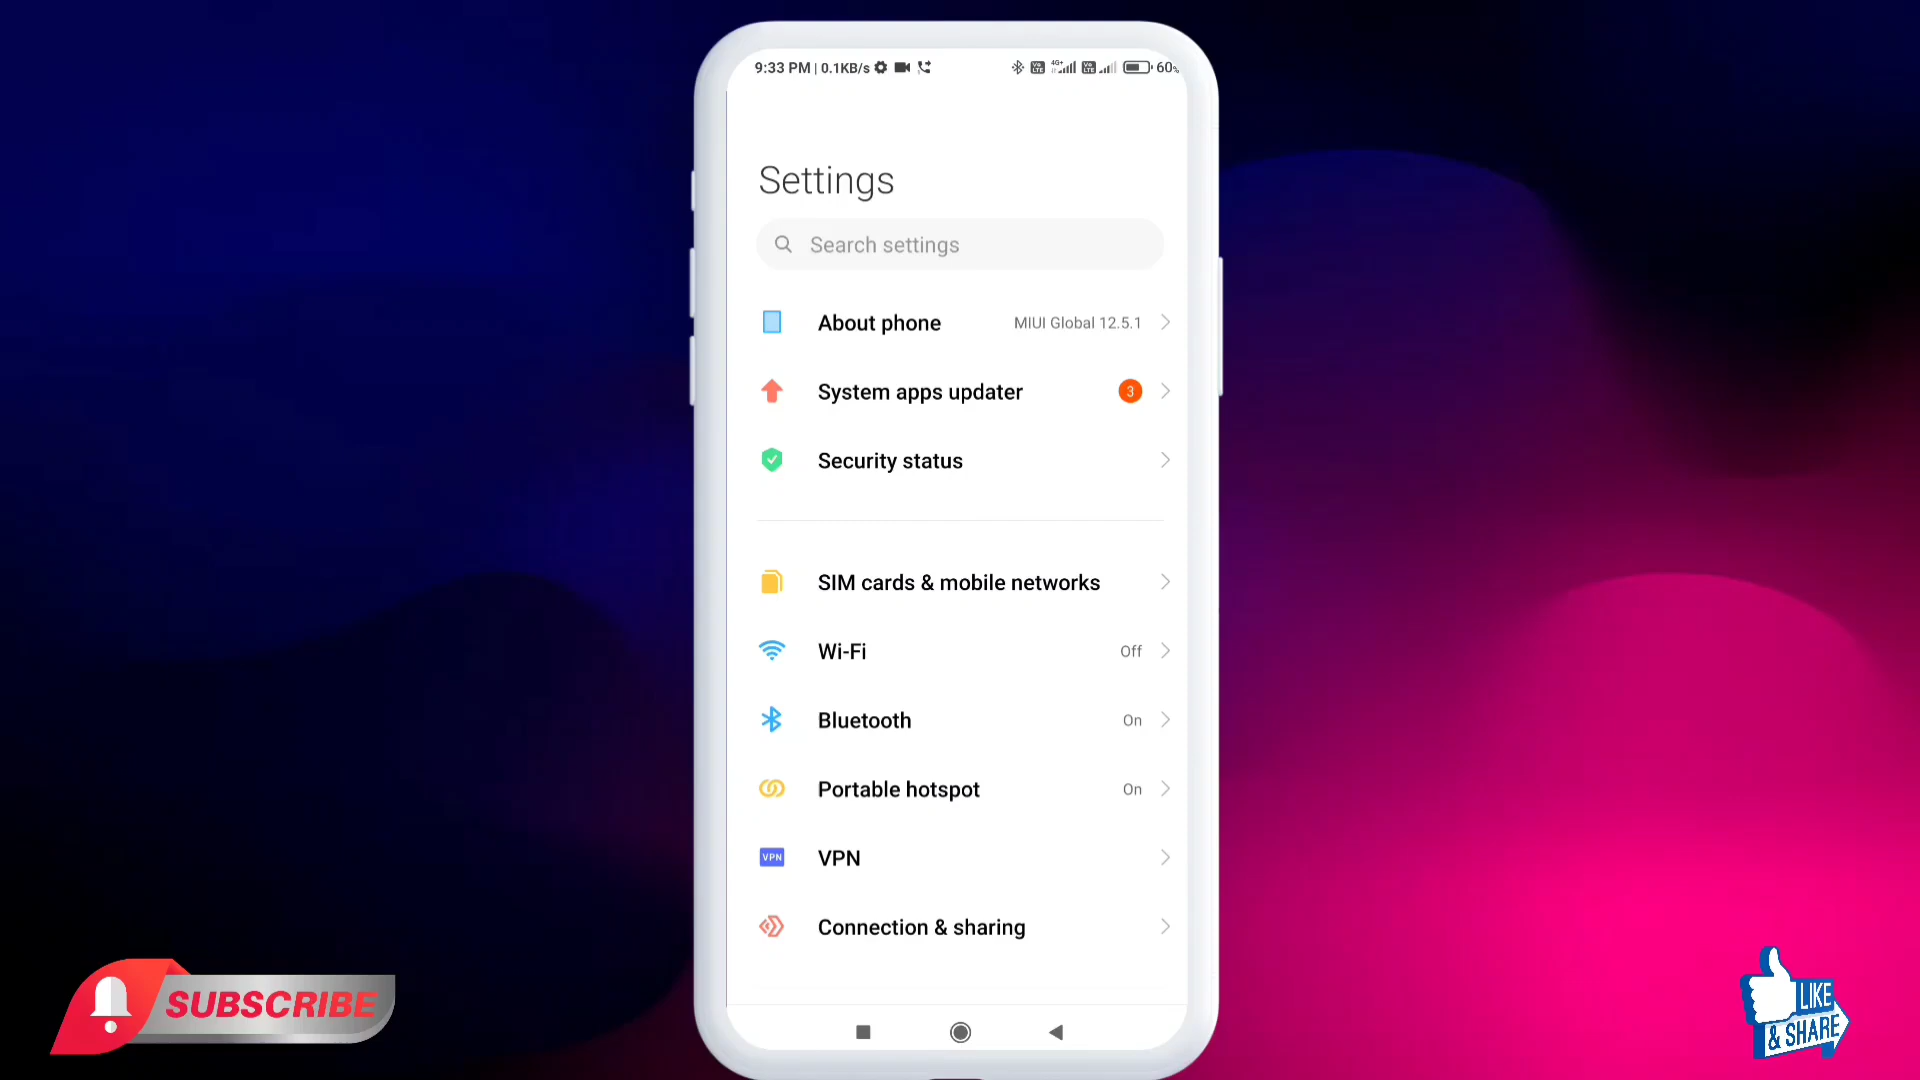 9:33 PM | 0.1KB/s 4G+ 60%
Settings
Search settings
About phone MIUI Global 12.5.1
System apps updater 3
Security status
SIM cards & mobile networks
Wi-Fi Off
Bluetooth On
Portable hotspot On
VPN VPN
Connection & sharing
SUBSCRIBE
LIKE
& SHARE